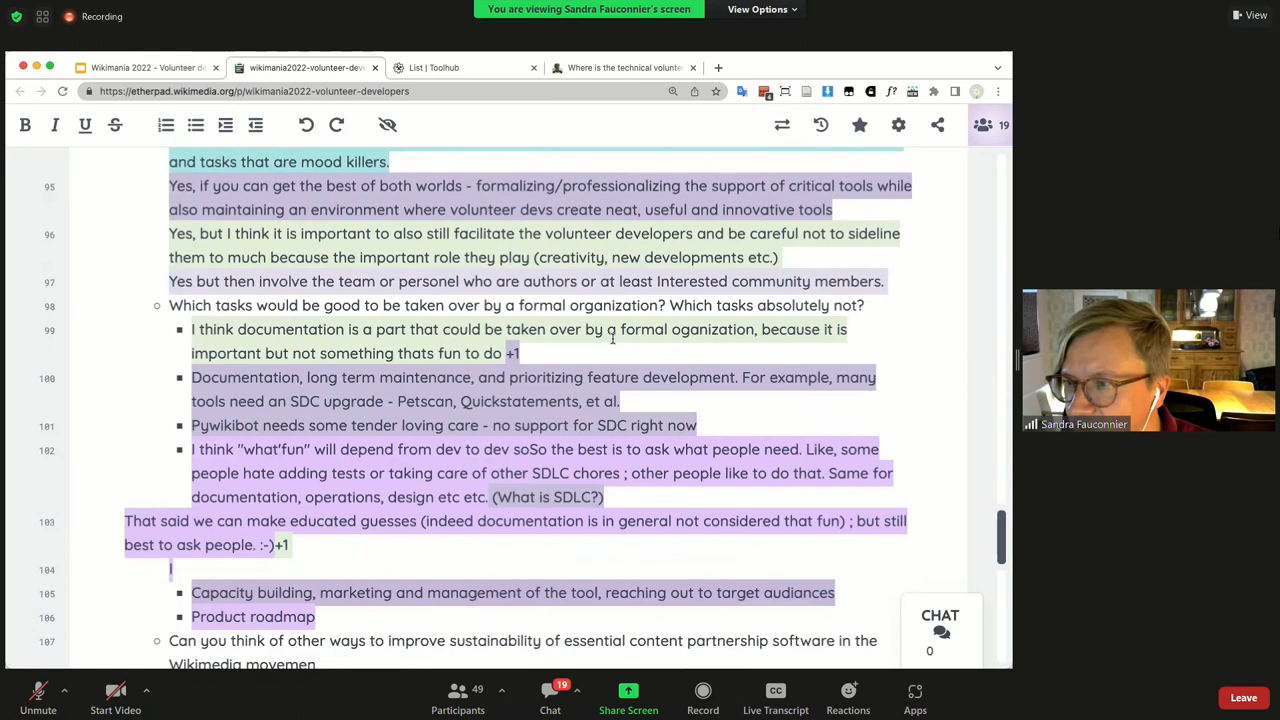 Recording
You are viewing Sandra Fauconnier's screen
View Options
View
Wikimania 2022 - Volunteer de
wikimania2022-volunteer-deve
List | Toolhub
Where is the technical volunte
https://etherpad.wikimedia.org/p/wikimania2022-volunteer-developers
B I U S
19
and tasks that are mood killers.
95 Yes, if you can get the best of both worlds - formalizing/professionalizing the support of critical tools while
also maintaining an environment where volunteer devs create neat, useful and innovative tools
96 Yes, but I think it is important to also still facilitate the volunteer developers and be careful not to sideline
them to much because the important role they play (creativity, new developments etc.)
97 Yes but then involve the team or personel who are authors or at least Interested community members.
98 Which tasks would be good to be taken over by a formal organization? Which tasks absolutely not?
99 I think documentation is a part that could be taken over by a formal oganization, because it is
important but not something thats fun to do +1
100 Documentation, long term maintenance, and prioritizing feature development. For example, many
tools need an SDC upgrade - Petscan, Quickstatements, et al.
101 Pywikibot needs some tender loving care - no support for SDC right now
102 I think "what'fun" will depend from dev to dev soSo the best is to ask what people need. Like, some
people hate adding tests or taking care of other SDLC chores ; other people like to do that. Same for
documentation, operations, design etc etc. (What is SDLC?)
103 That said we can make educated guesses (indeed documentation is in general not considered that fun) ; but still
best to ask people. :-)+1
104 I
105 Capacity building, marketing and management of the tool, reaching out to target audiences
106 Product roadmap
107 Can you think of other ways to improve sustainability of essential content partnership software in the
Wikimedia movemen
CHAT
0
Sandra Fauconnier
Unmute
Start Video
49
Participants
19
Chat
Share Screen
Record
CC
Live Transcript
Reactions
Apps
Leave